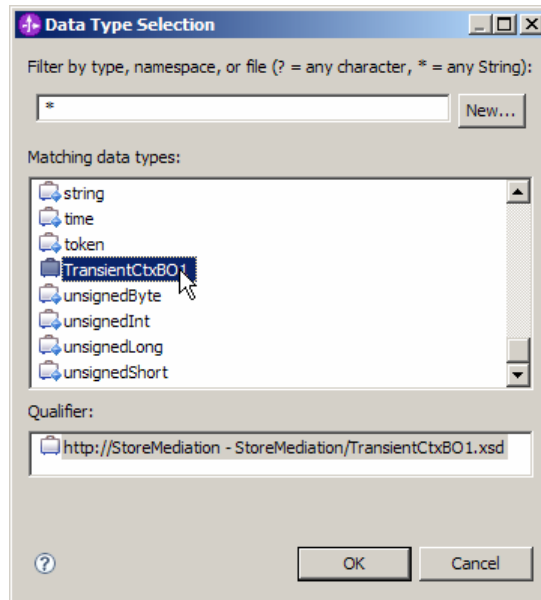 Data Type Selection
Filter by type, namespace, or file (? = any character, * = any String):
*
New...
Matching data types:
string
time
token
TransientCtxBO1
unsignedByte
unsignedInt
unsignedLong
unsignedShort
Qualifier:
http://StoreMediation - StoreMediation/TransientCtxBO1.xsd
?
OK
Cancel